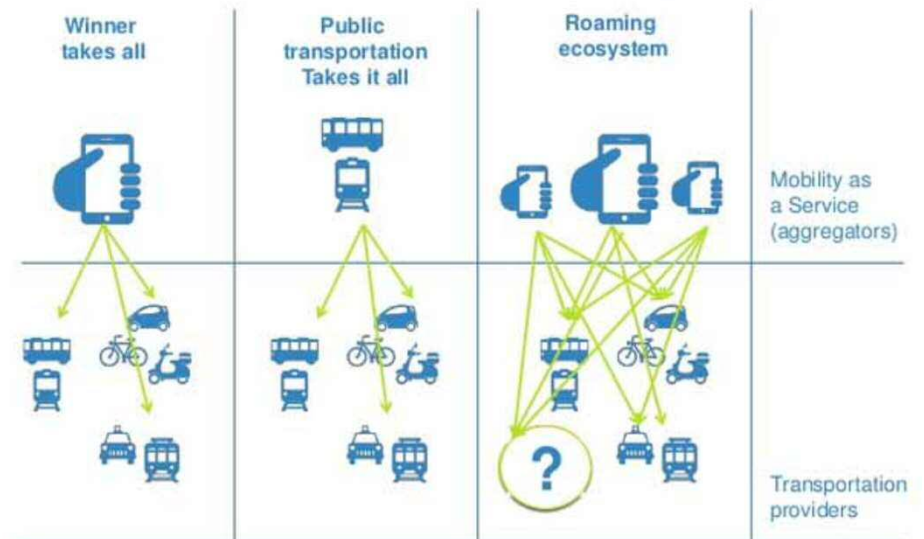 Winner
takes all
Public
transportation
Takes it all
Roaming
ecosystem
Mobility as
a Service
(aggregators)
?
Transportation
providers